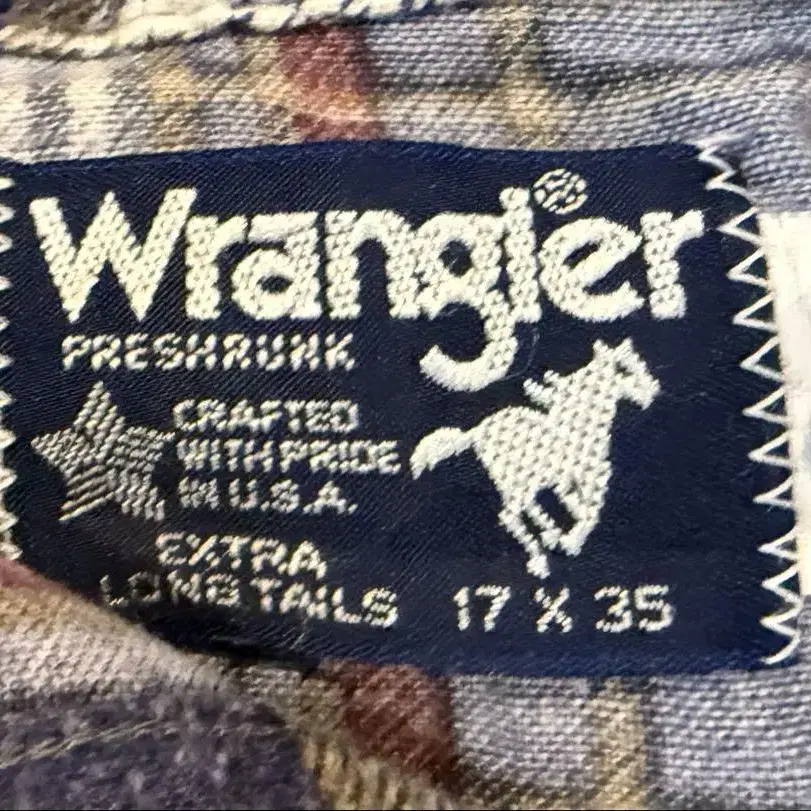 Wrangler®
PRESHRUNK
CRAFTED
WITH PRIDE
IN U.S.A.
EXTRA
LONG TAILS 17 X 35